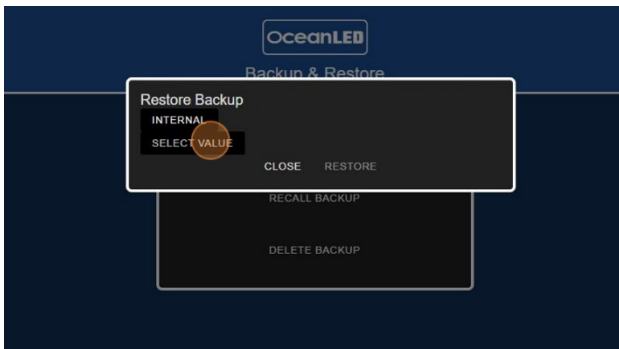 OceanLED
Backup & Restore
Restore Backup
INTERNAL
SELECT VALUE
CLOSE RESTORE
RECALL BACKUP
DELETE BACKUP